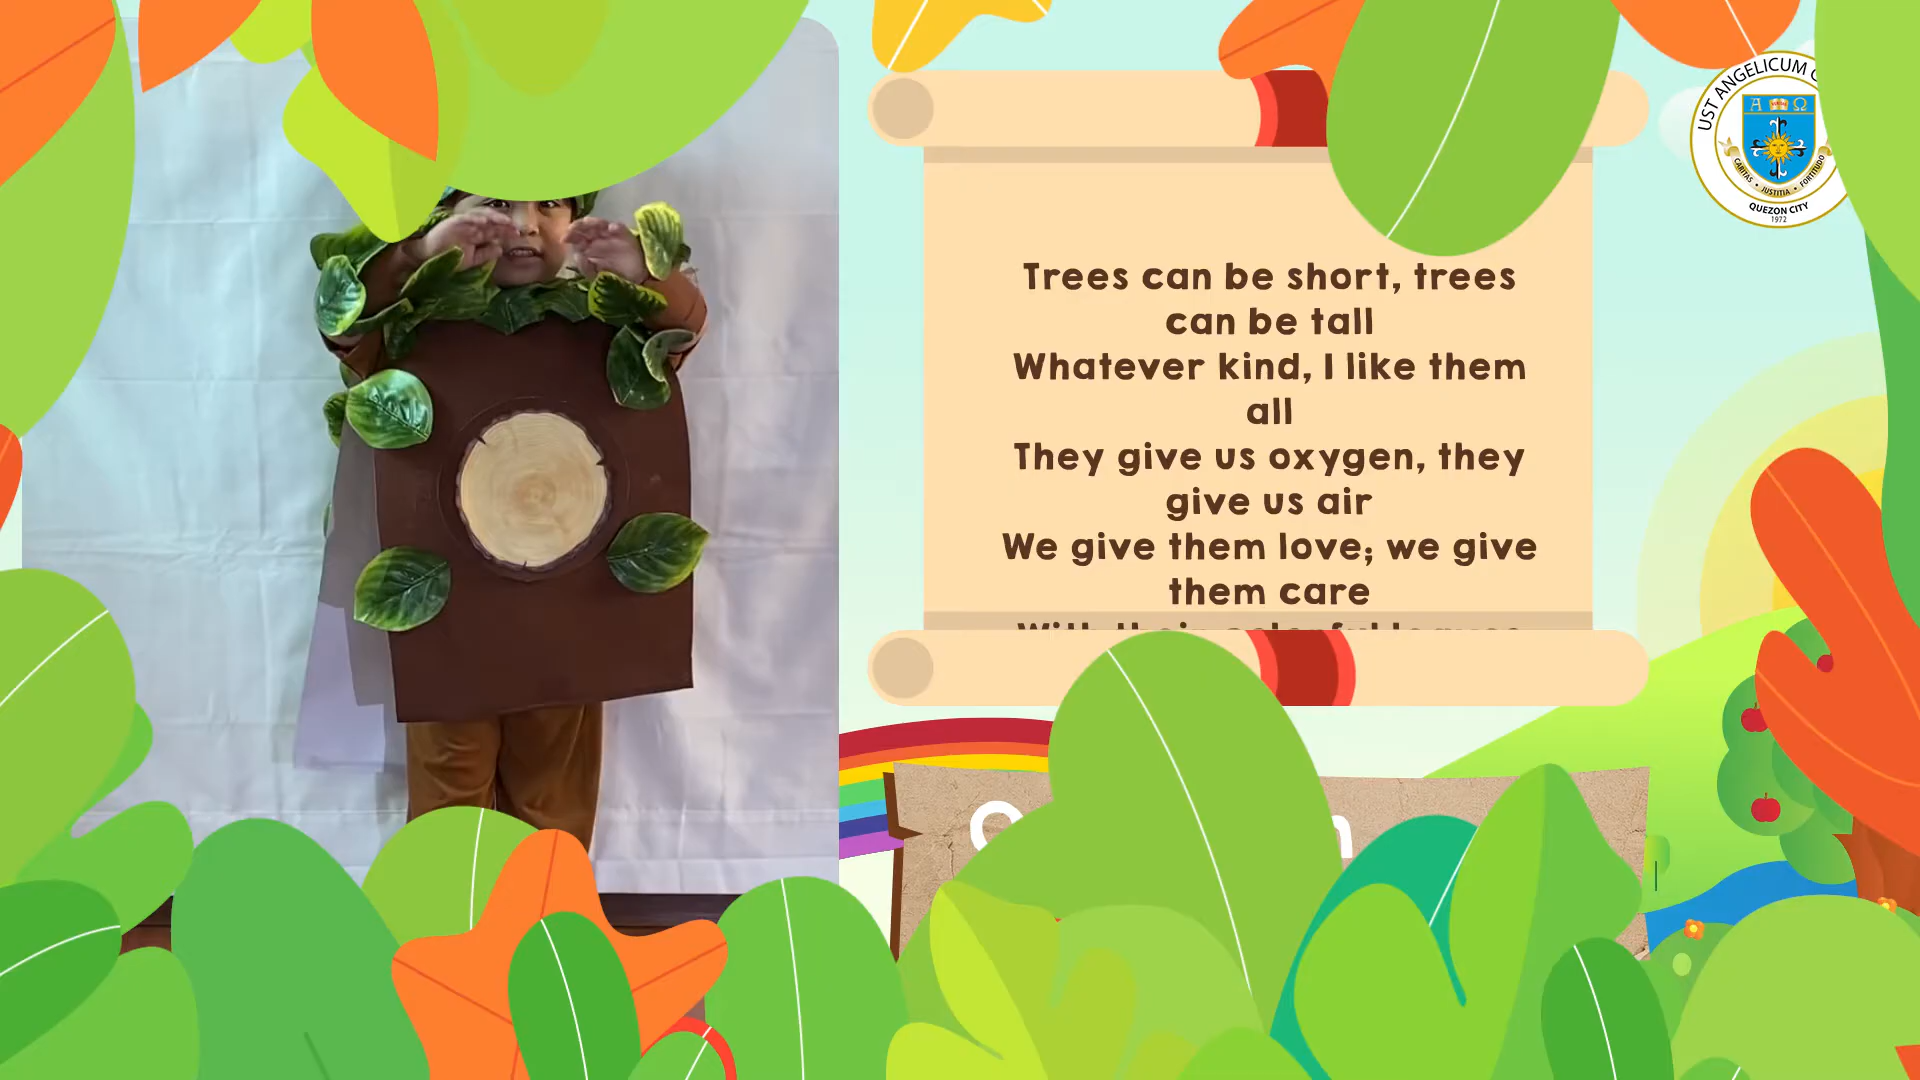 Trees can be short, trees
can be tall
Whatever kind, I like them
all
They give us oxygen, they
give us air
We give them love; we give
them care
UST ANGELICUM
Α Ω
CARITAS • JUSTITIA • FORTITUDO
QUEZON CITY
1972